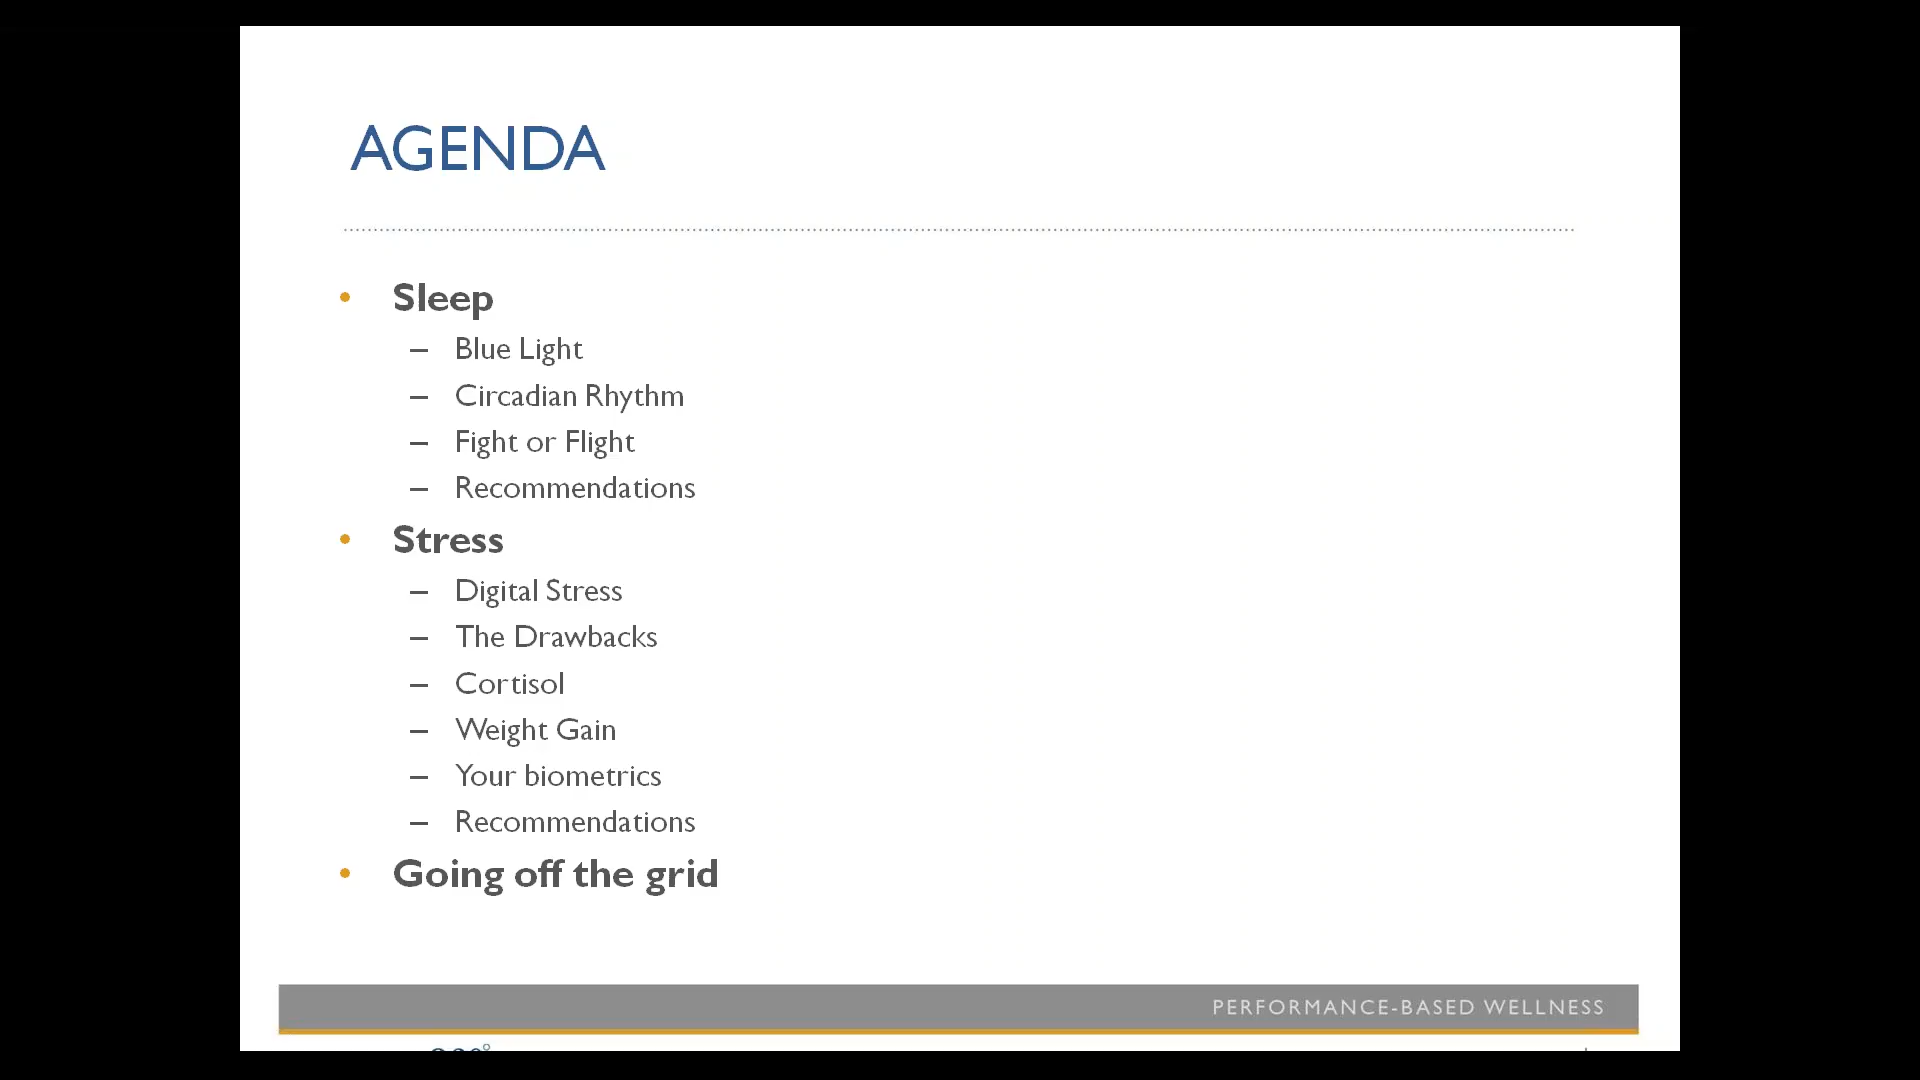 AGENDA
• Sleep
– Blue Light
– Circadian Rhythm
– Fight or Flight
– Recommendations
• Stress
– Digital Stress
– The Drawbacks
– Cortisol
– Weight Gain
– Your biometrics
– Recommendations
• Going off the grid
PERFORMANCE-BASED WELLNESS